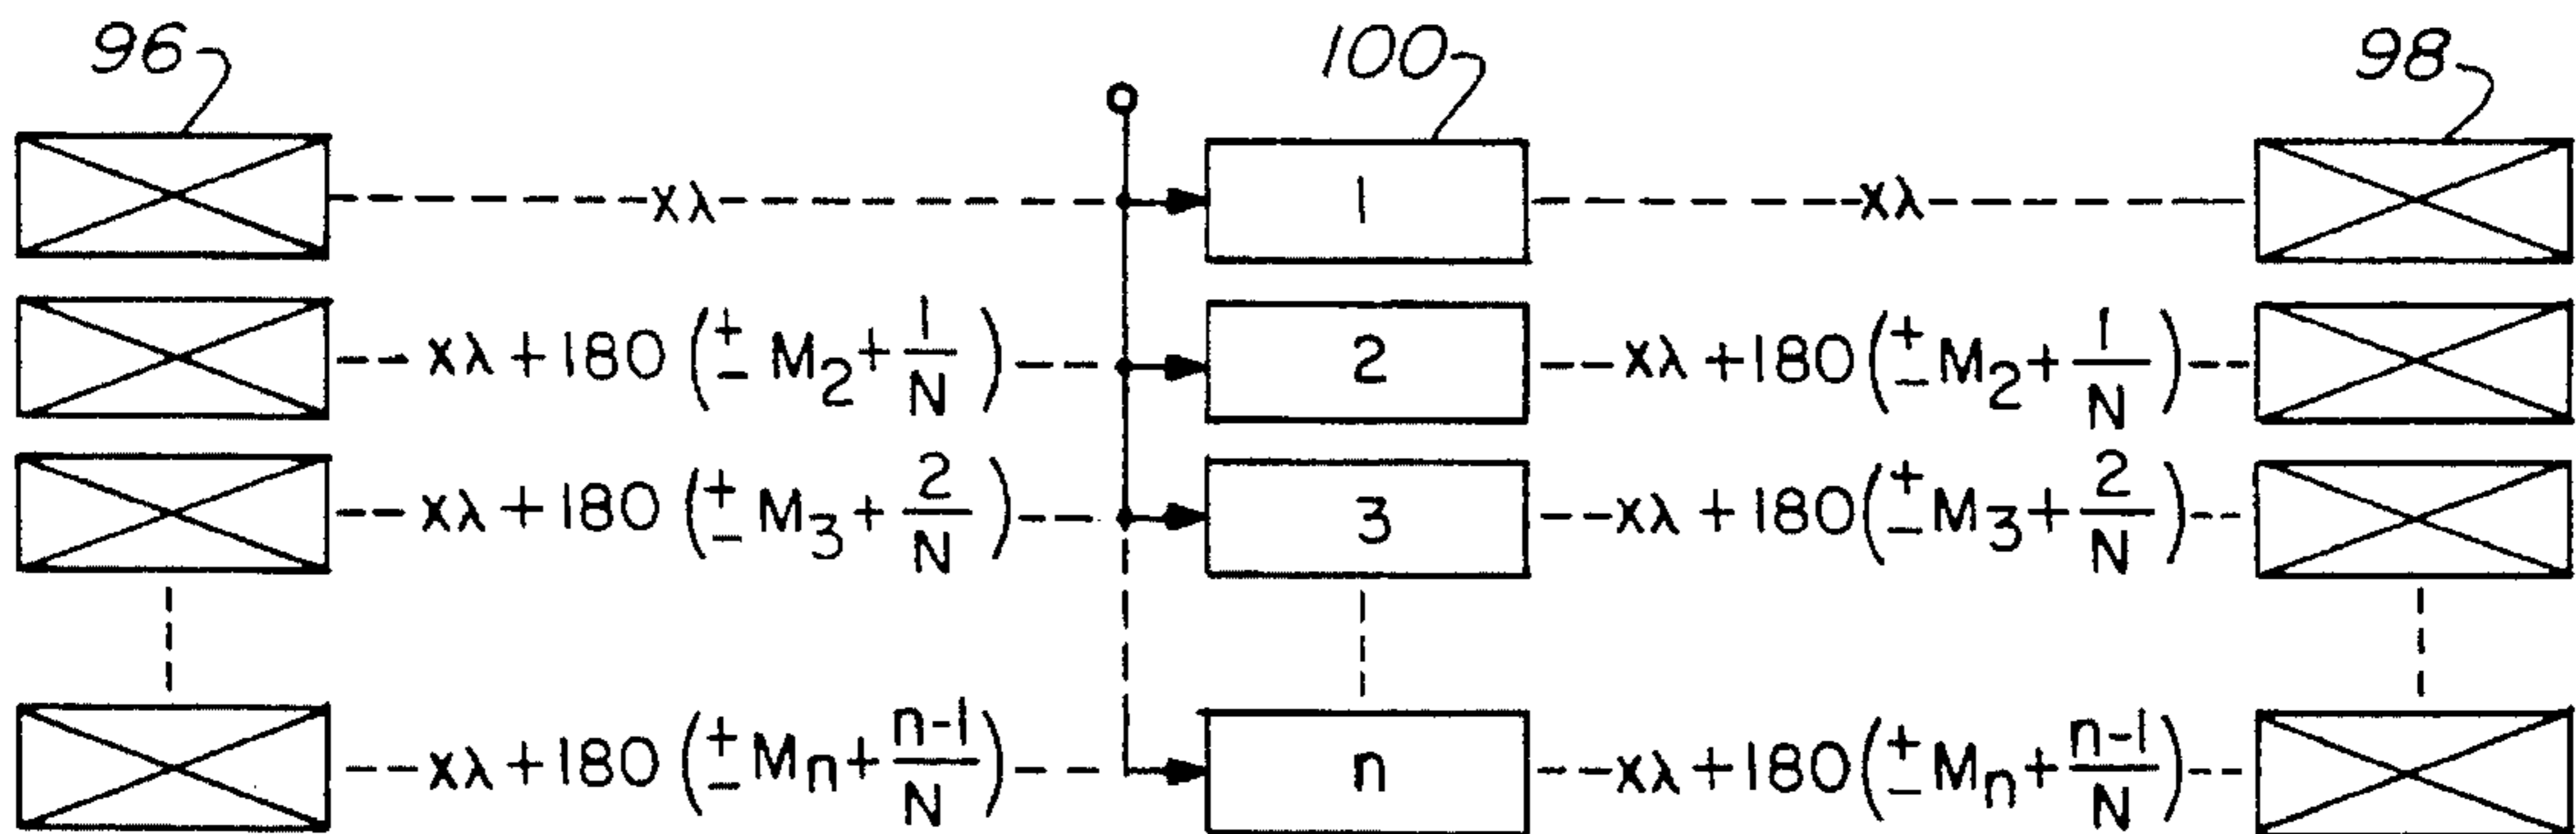 96 100 98
xλ 1 xλ
xλ + 180 (± M₂ + 1/N) 2 xλ + 180 (± M₂ + 1/N)
xλ + 180 (± M₃ + 2/N) 3 xλ + 180 (± M₃ + 2/N)
xλ + 180 (± Mₙ + n-1/N) n xλ + 180 (± Mₙ + n-1/N)